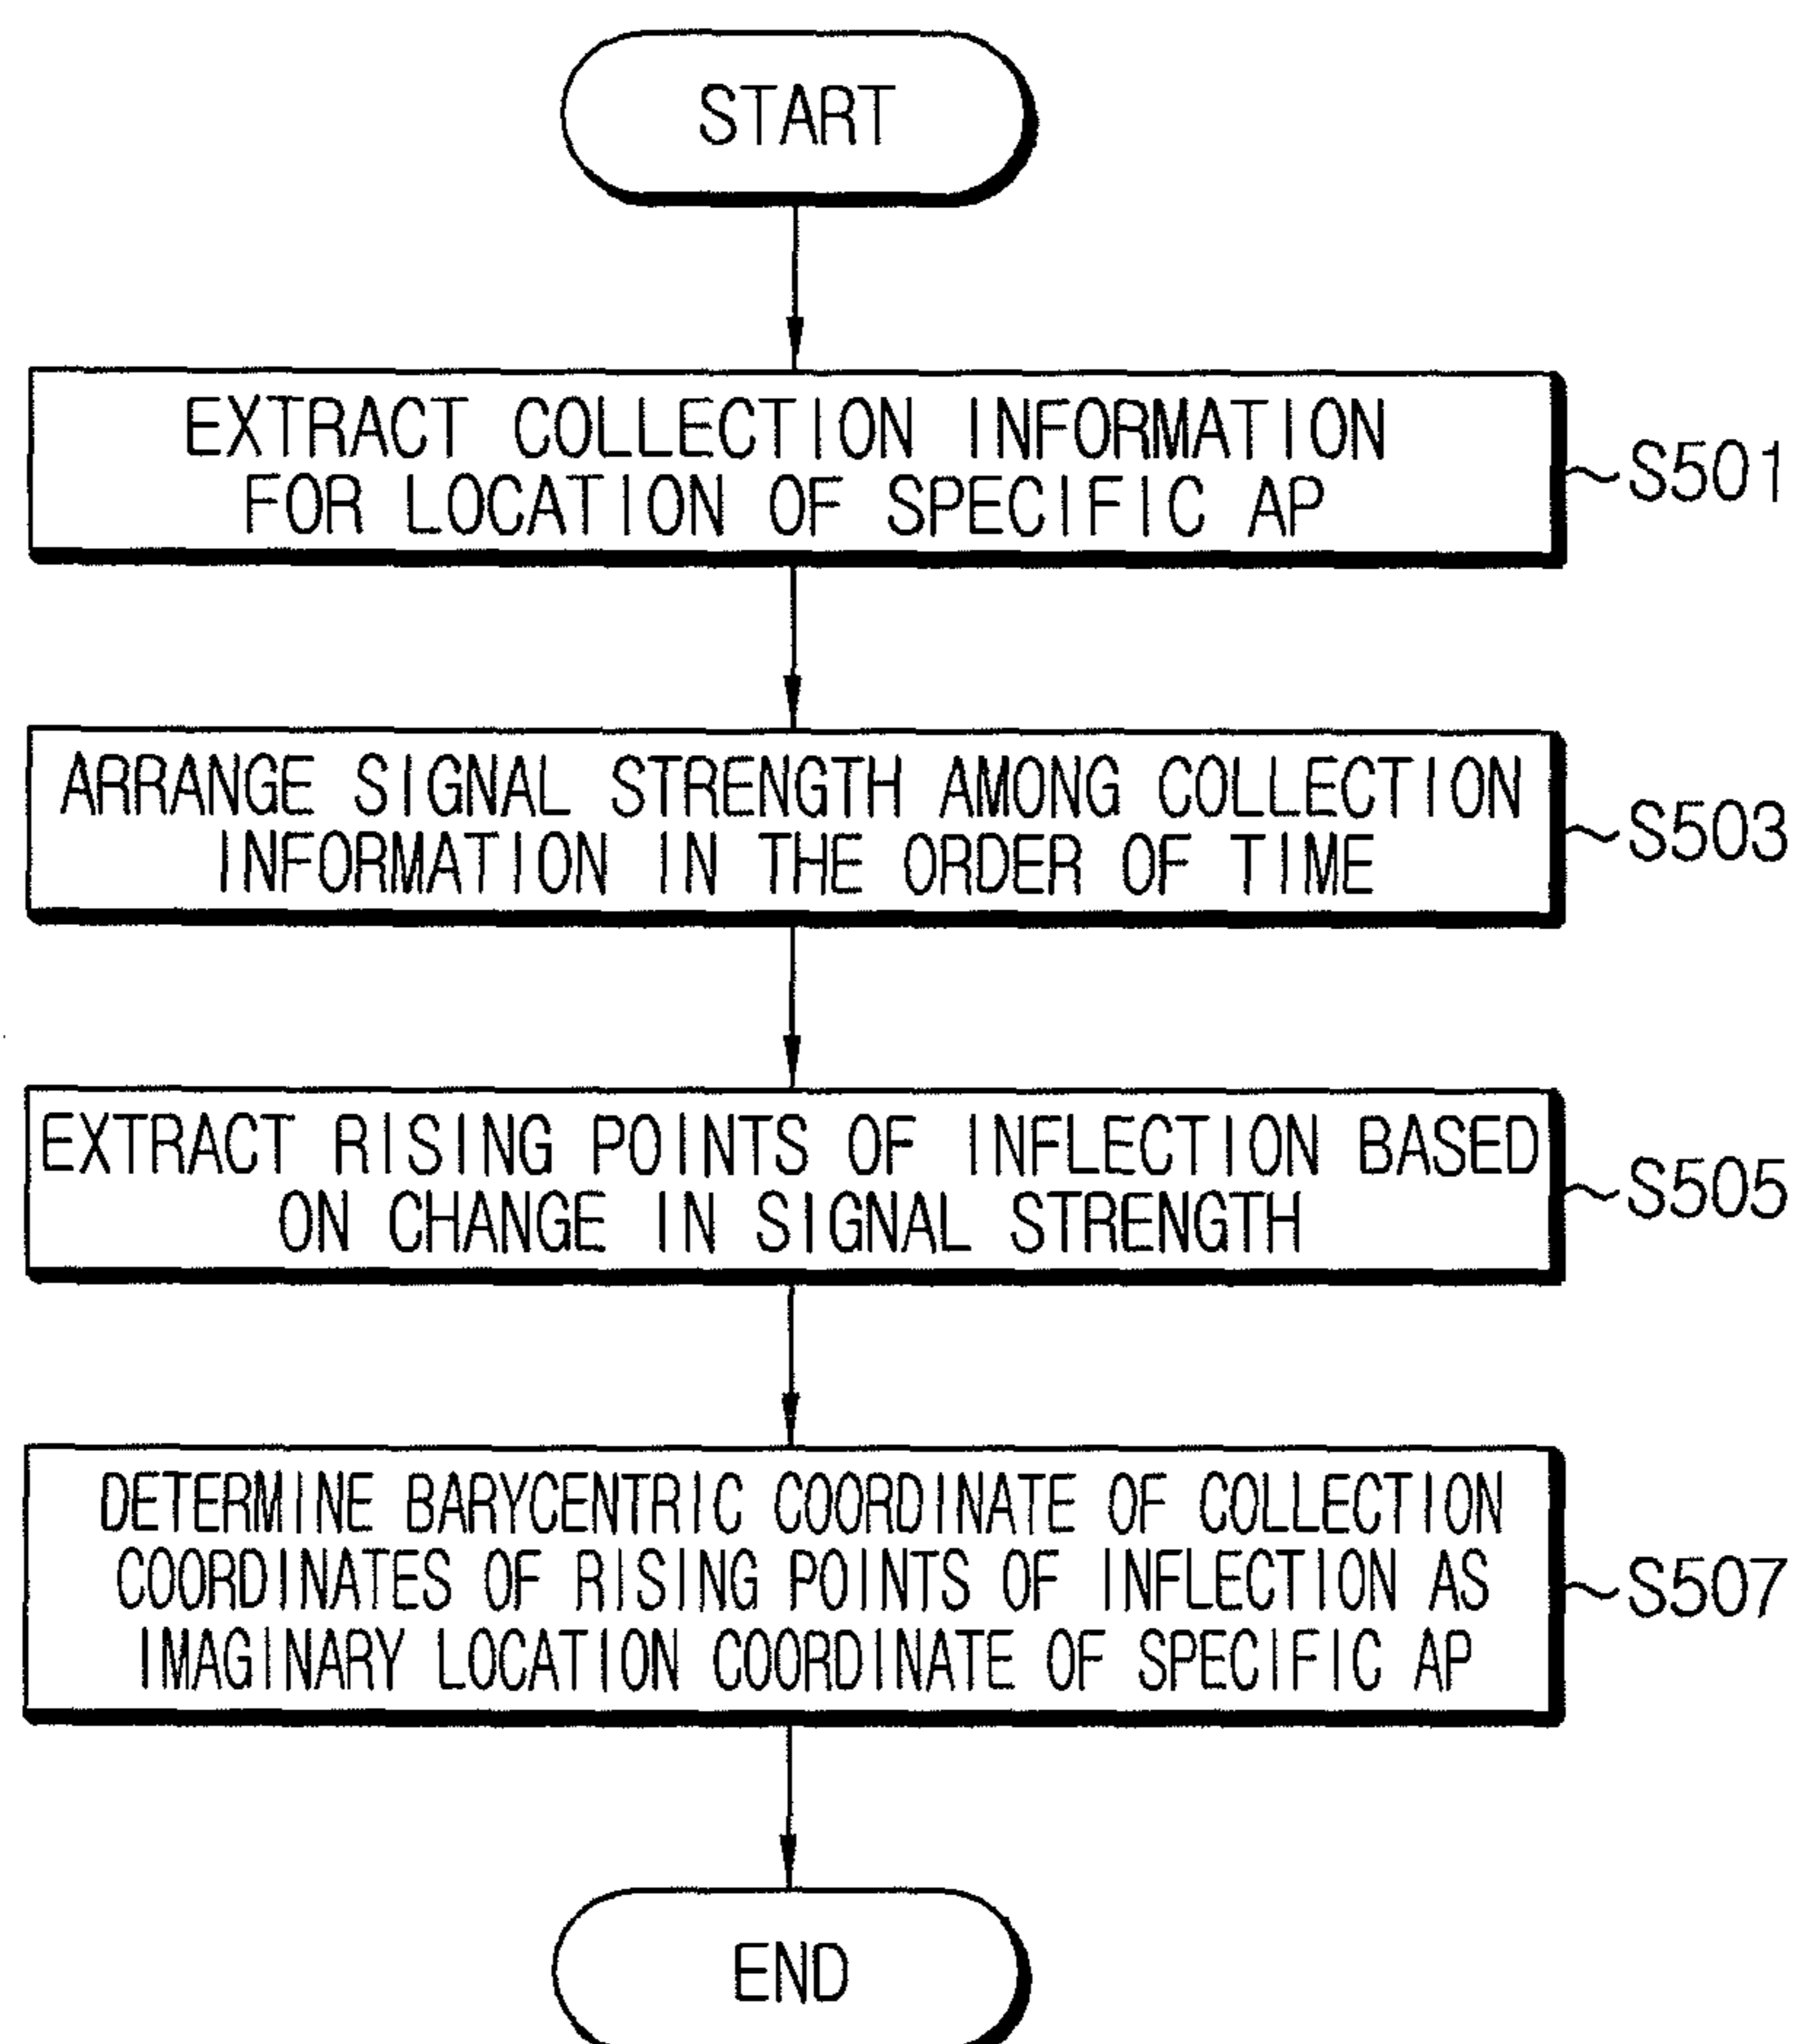 START
EXTRACT COLLECTION INFORMATION
FOR LOCATION OF SPECIFIC AP
S501
ARRANGE SIGNAL STRENGTH AMONG COLLECTION
INFORMATION IN THE ORDER OF TIME
S503
EXTRACT RISING POINTS OF INFLECTION BASED
ON CHANGE IN SIGNAL STRENGTH
S505
DETERMINE BARYCENTRIC COORDINATE OF COLLECTION
COORDINATES OF RISING POINTS OF INFLECTION AS
IMAGINARY LOCATION COORDINATE OF SPECIFIC AP
S507
END